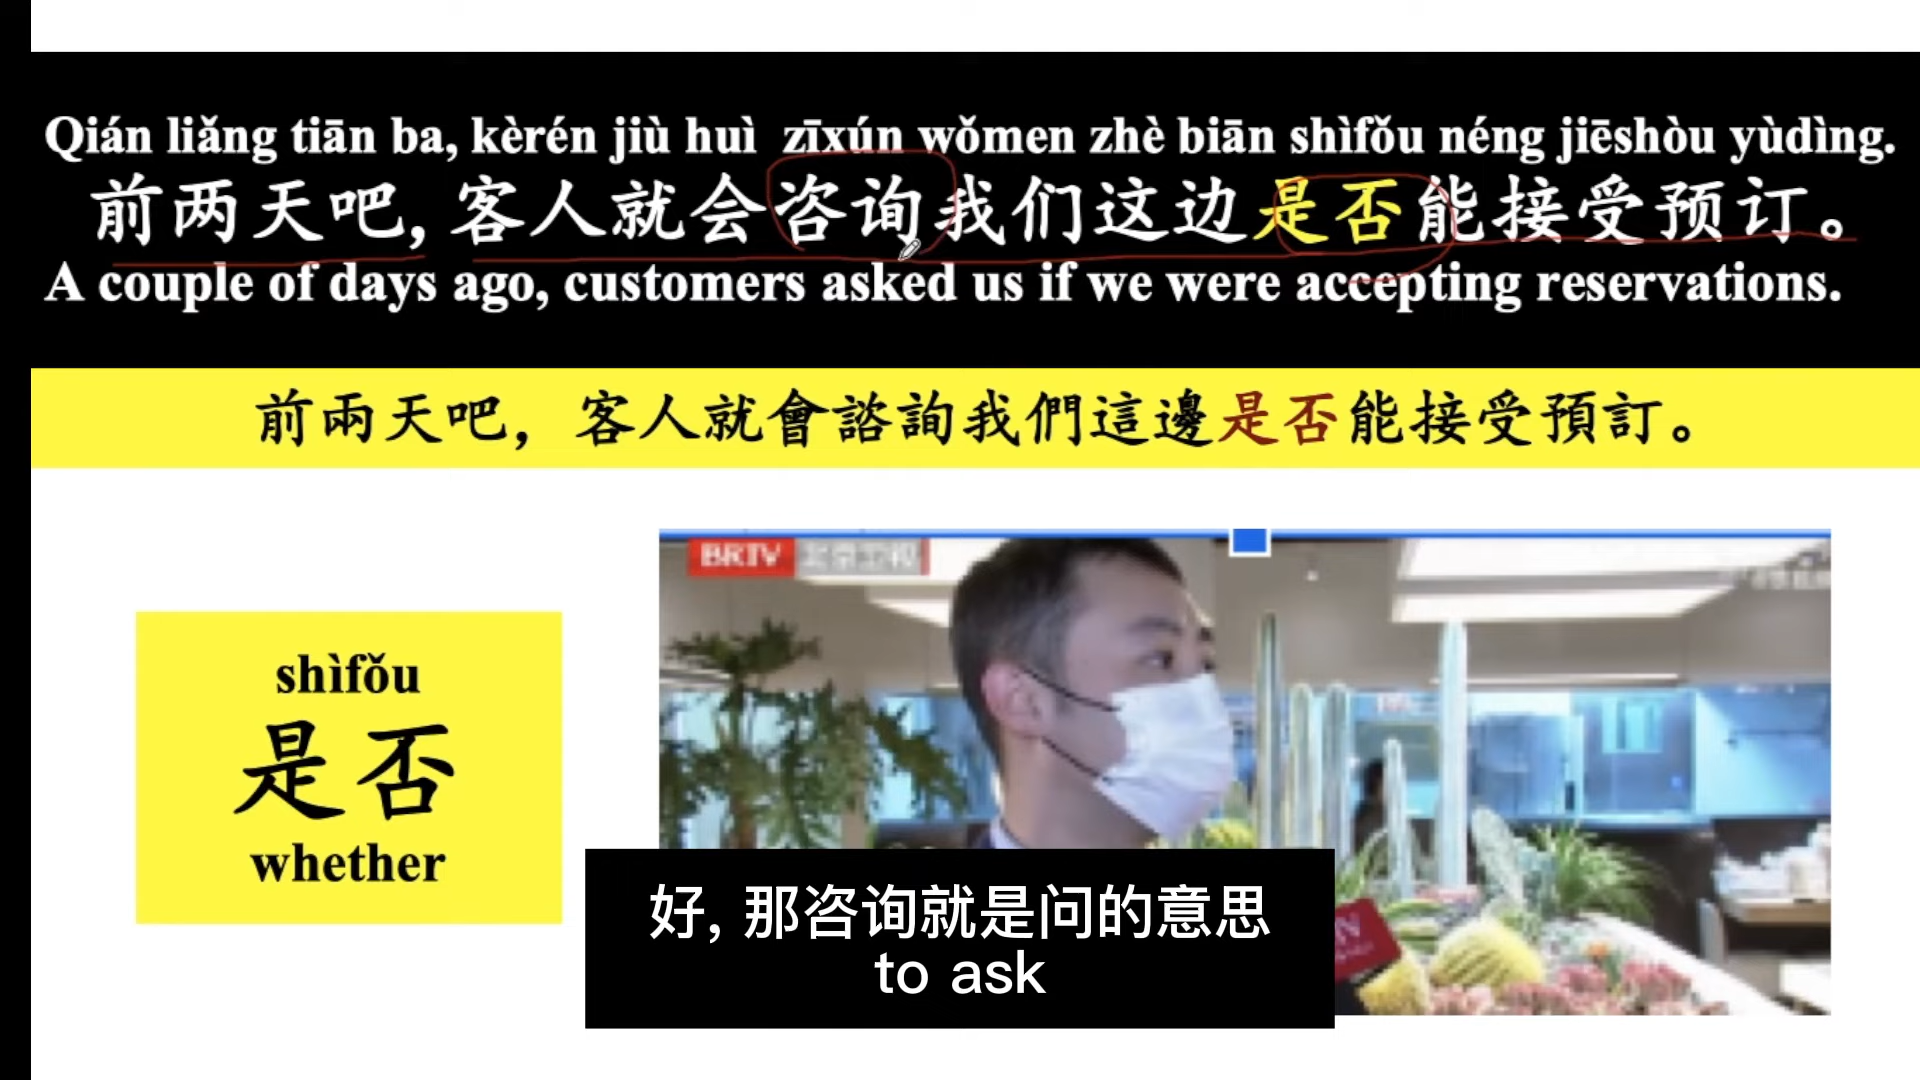 Qián liǎng tiān ba, kèrén jiù huì zīxún wǒmen zhè biān shìfǒu néng jiēshòu yùdìng.
前两天吧, 客人就会咨询我们这边是否能接受预订。
A couple of days ago, customers asked us if we were accepting reservations.
前兩天吧，客人就會諮詢我們這邊是否能接受預訂。
BRTV 北京卫视
shìfǒu
是否
whether
好, 那咨询就是问的意思
to ask